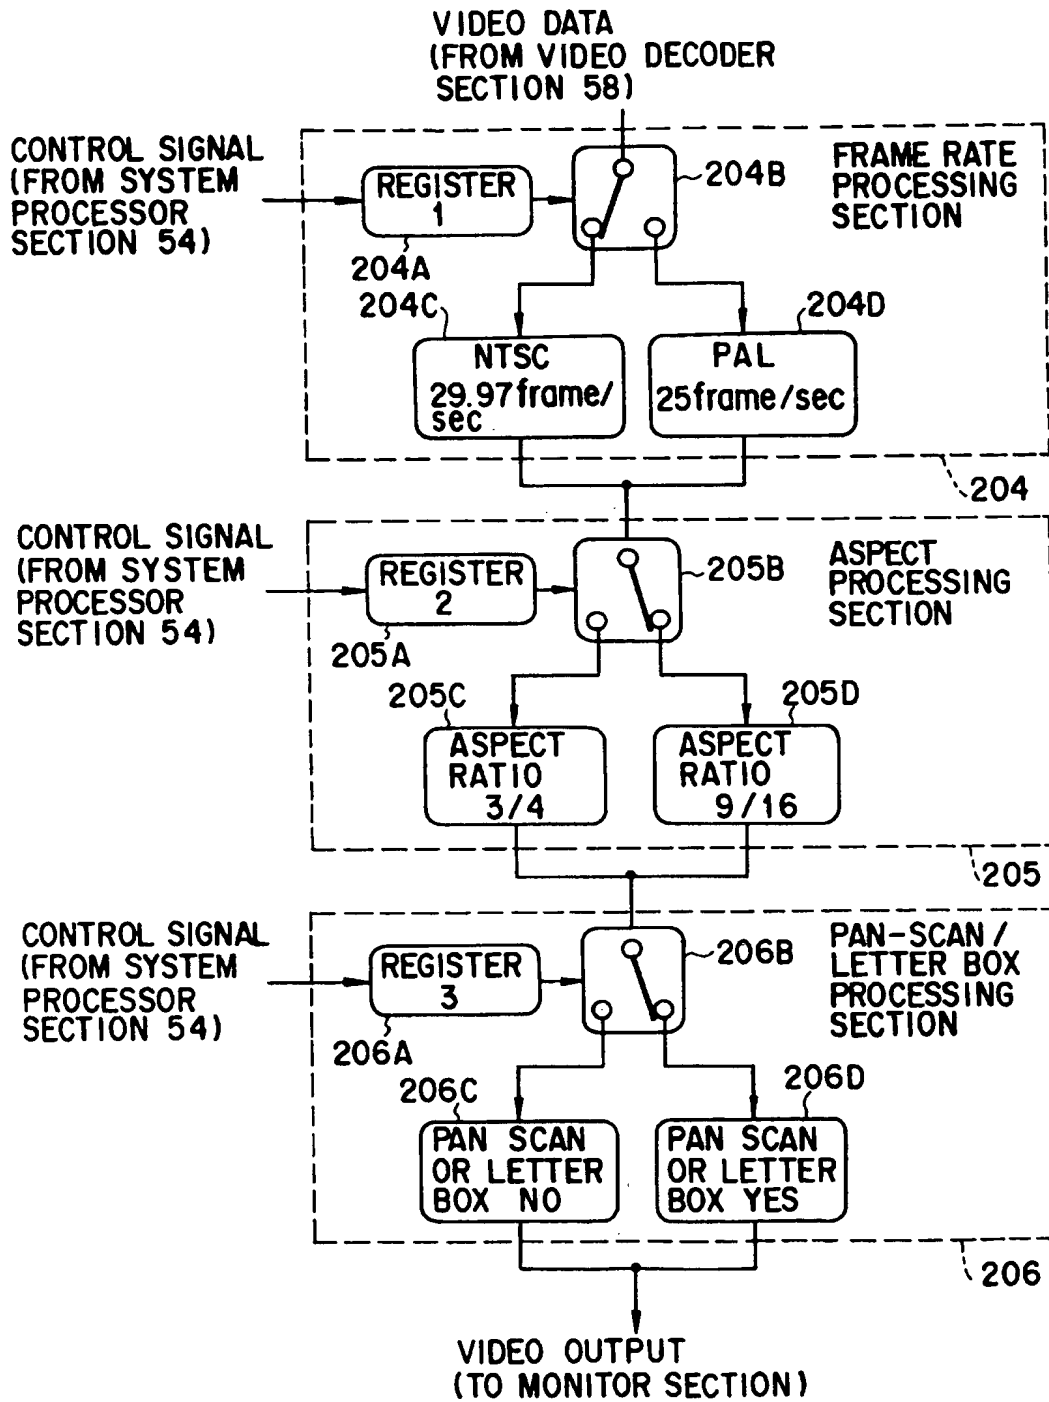 VIDEO DATA
(FROM VIDEO DECODER
SECTION 58)
CONTROL SIGNAL
(FROM SYSTEM
PROCESSOR
SECTION 54)
REGISTER
1
204A
204B
FRAME RATE
PROCESSING
SECTION
204C
NTSC
29.97frame/
sec
204D
PAL
25frame/sec
204
CONTROL SIGNAL
(FROM SYSTEM
PROCESSOR
SECTION 54)
REGISTER
2
205A
205B
ASPECT
PROCESSING
SECTION
205C
ASPECT
RATIO
3/4
205D
ASPECT
RATIO
9/16
205
CONTROL SIGNAL
(FROM SYSTEM
PROCESSOR
SECTION 54)
REGISTER
3
206A
206B
PAN-SCAN/
LETTER BOX
PROCESSING
SECTION
206C
PAN SCAN
OR LETTER
BOX NO
206D
PAN SCAN
OR LETTER
BOX YES
206
VIDEO OUTPUT
(TO MONITOR SECTION)